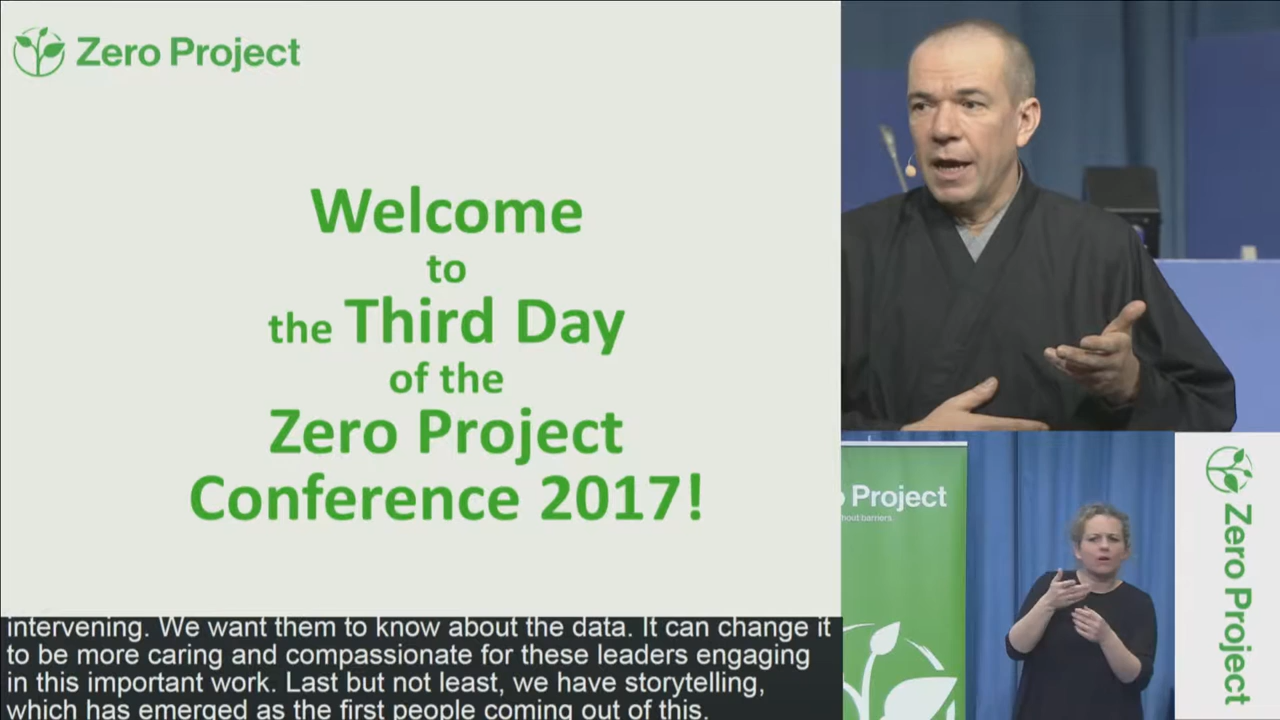 Zero Project
Welcome
to
the Third Day
of the
Zero Project
Conference 2017!
intervening. We want them to know about the data. It can change it
to be more caring and compassionate for these leaders engaging
in this important work. Last but not least, we have storytelling,
which has emerged as the first people coming out of this.
Project
hout barriers.
Zero Project